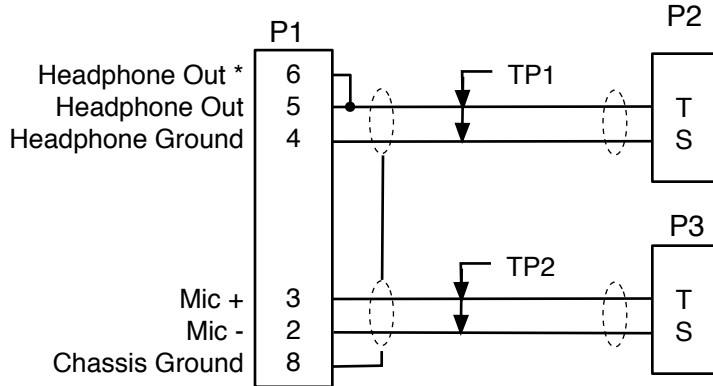 P1
P2
Headphone Out * 6
TP1
Headphone Out 5 T
Headphone Ground 4 S
P3
TP2
Mic + 3 T
Mic - 2 S
Chassis Ground 8